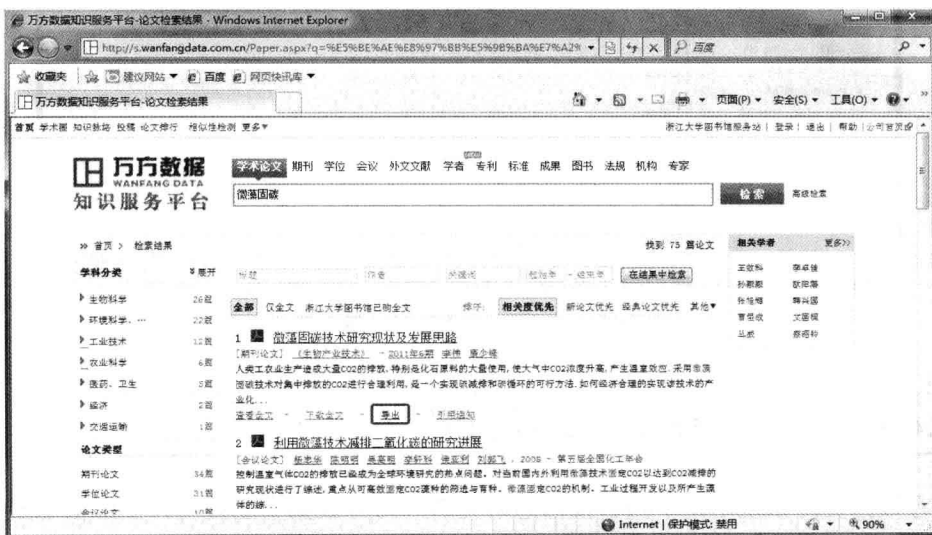 万方数据知识服务平台-论文检索结果 - Windows Internet Explorer
http://s.wanfangdata.com.cn/Paper.aspx?q=%E5%BE%AE%E8%97%BB%E5%9B%BA%E7%A2% 百度
收藏夹 建议网站 百度 网页快讯库
万方数据知识服务平台-论文检索结果 页面(P) 安全(S) 工具(O)
首页 学术圈 知识脉络 投稿 论文排行 相似性检测 更多 浙江大学图书馆服务站 | 登录 | 退出 | 帮助
万方数据
WANFANG DATA
知识服务平台
学术论文 期刊 学位 会议 外文文献 学者 专利 标准 成果 图书 法规 机构 专家
微藻固碳 检索 高级检索
首页 > 检索结果 找到 75 篇论文 相关学者 更多>>
学科分类 展开 标题 作者 关键词 起始年 - 结束年 在结果中检索
生物科学 26篇
环境科学, … 22篇
工业技术 12篇
农业科学 6篇
医药、卫生 5篇
经济 2篇
交通运输 1篇
论文类型
期刊论文 34篇
学位论文 31篇
会议论文 10篇
全部 仅全文 浙江大学图书馆已购全文 排序: 相关度优先 新论文优先 经典论文优先 其他
1 微藻固碳技术研究现状及发展思路
[期刊论文] 《生物产业技术》 - 2011年6期
人类工农业生产造成大量CO2的排放,特别是化石原料的大量使用,使大气中CO2浓度升高,产生温室效应.采用微藻
固碳技术对集中排放的CO2进行合理利用,是一个实现碳减排和碳循环的可行方法.如何经济合理的实现该技术的产
业化...
查看全文 - 下载全文 - 导出 - 引用通知
2 利用微藻技术减排二氧化碳的研究进展
[会议论文] 2008 - 第五届全国化工年会
控制温室气体CO2的排放已经成为全球环境研究的热点问题.对当前国内外利用微藻技术固定CO2以达到CO2减排的
研究现状进行了综述,重点从可高效固定CO2藻种的筛选与育种、微藻固定CO2的机制、工业过程开发以及所产生藻
体的综...
Internet | 保护模式: 禁用 90%